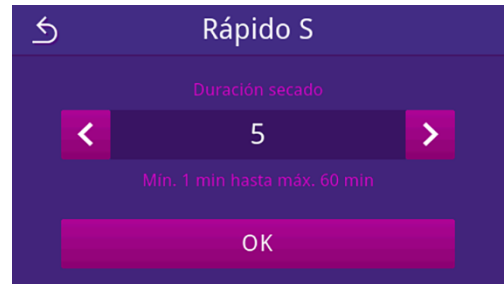 Rápido S
Duración secado
5
Mín. 1 min hasta máx. 60 min
OK